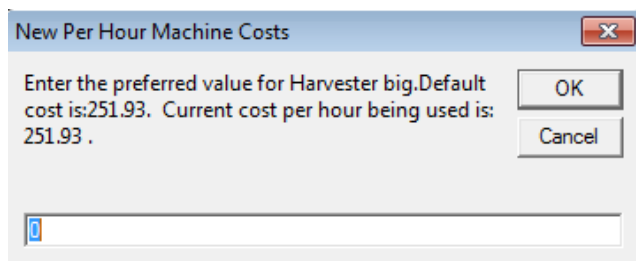 New Per Hour Machine Costs
Enter the preferred value for Harvester big.Default
cost is:251.93.  Current cost per hour being used is:
251.93 .
OK
Cancel
0